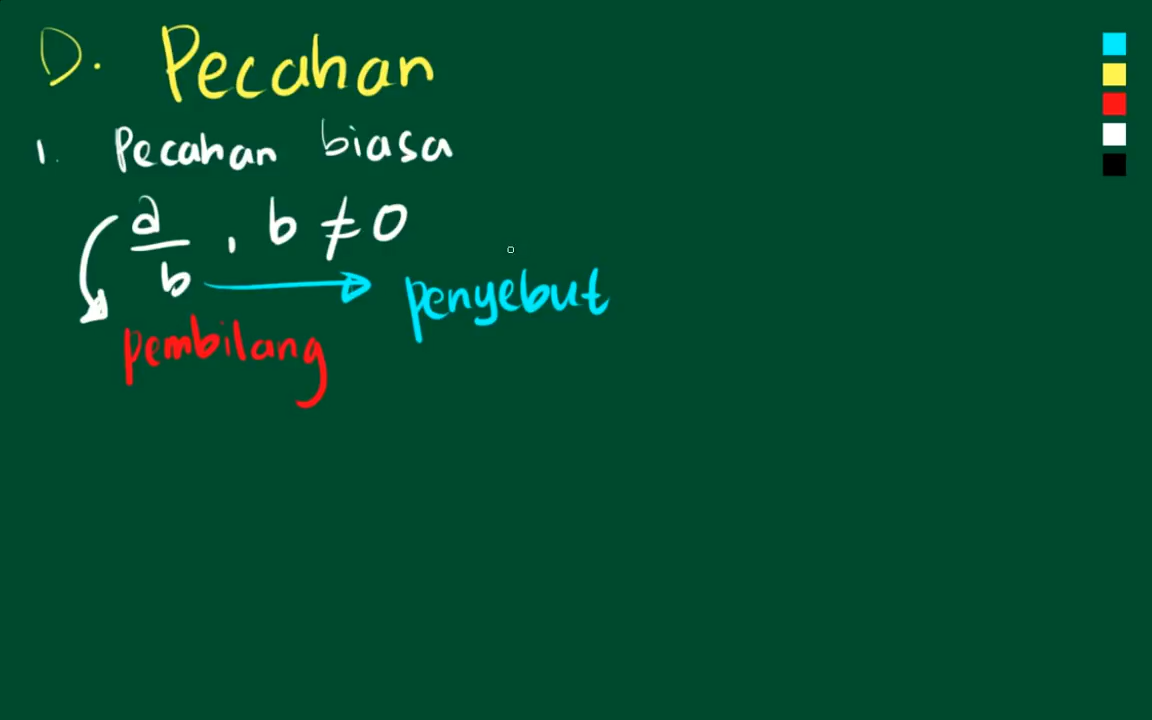 D. Pecahan
1. Pecahan biasa
a/b , b ≠ 0
penyebut
pembilang